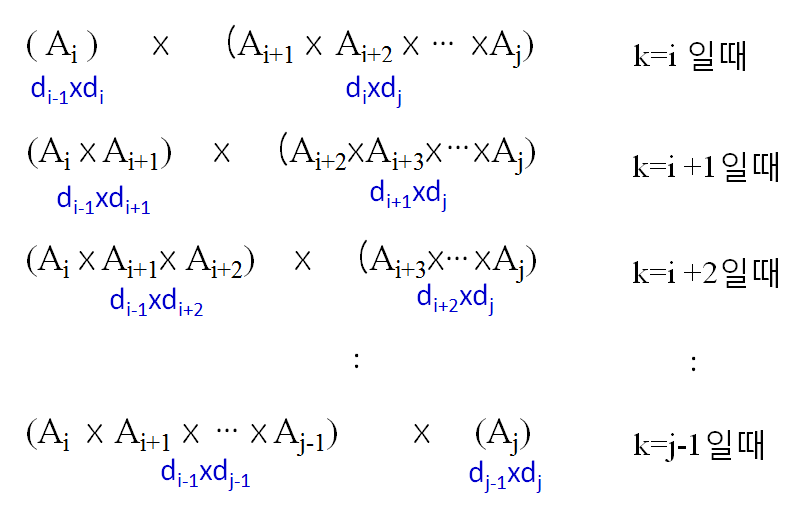 ( Aᵢ ) × (Aᵢ₊₁ × Aᵢ₊₂ × ⋯ ×Aⱼ) k=i 일때
dᵢ₋₁xdᵢ dᵢxdⱼ
(Aᵢ × Aᵢ₊₁) × (Aᵢ₊₂×Aᵢ₊₃×⋯×Aⱼ) k=i +1일때
dᵢ₋₁xdᵢ₊₁ dᵢ₊₁xdⱼ
(Aᵢ × Aᵢ₊₁× Aᵢ₊₂) × (Aᵢ₊₃×⋯ ×Aⱼ) k=i +2일때
dᵢ₋₁xdᵢ₊₂ dᵢ₊₂xdⱼ
: :
(Aᵢ × Aᵢ₊₁ × ⋯ × Aⱼ₋₁) × (Aⱼ) k=j-1일때
dᵢ₋₁xdⱼ₋₁ dⱼ₋₁xdⱼ